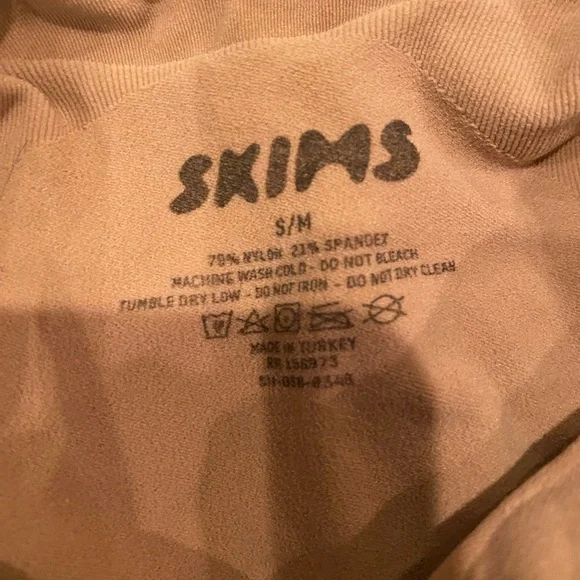 SKIMS
S/M
79% NYLON 21% SPANDEX
MACHINE WASH COLD - DO NOT BLEACH
TUMBLE DRY LOW - DO NOT IRON - DO NOT DRY CLEAN
MADE IN TURKEY
RN 156973